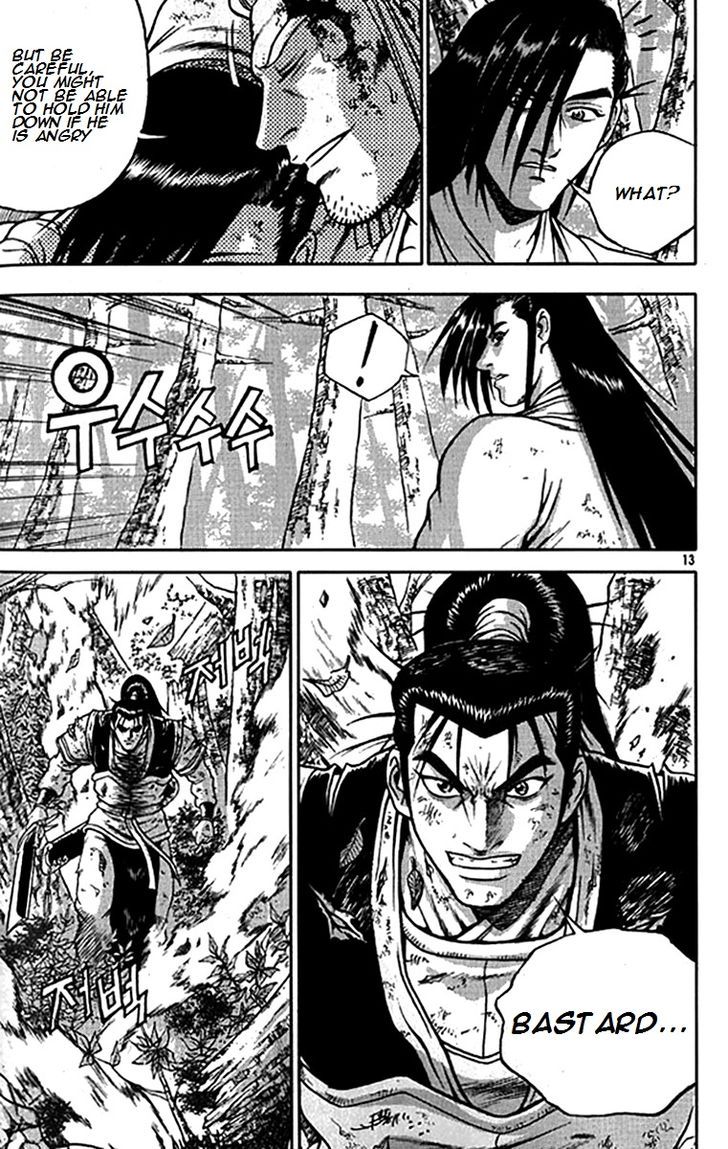 BUT BE
CAREFUL,
YOU MIGHT
NOT BE ABLE
TO HOLD HIM
DOWN IF HE
IS ANGRY
WHAT?
!
우수수수
13
저벅
저벅
BASTARD...